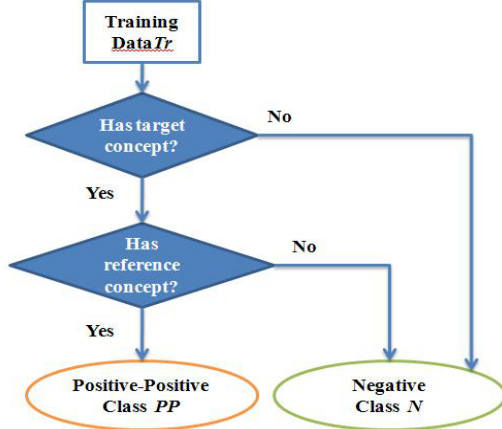 Training
DataTr
Has target
concept?
No
Yes
Has
reference
concept?
No
Yes
Positive-Positive
Class PP
Negative
Class N